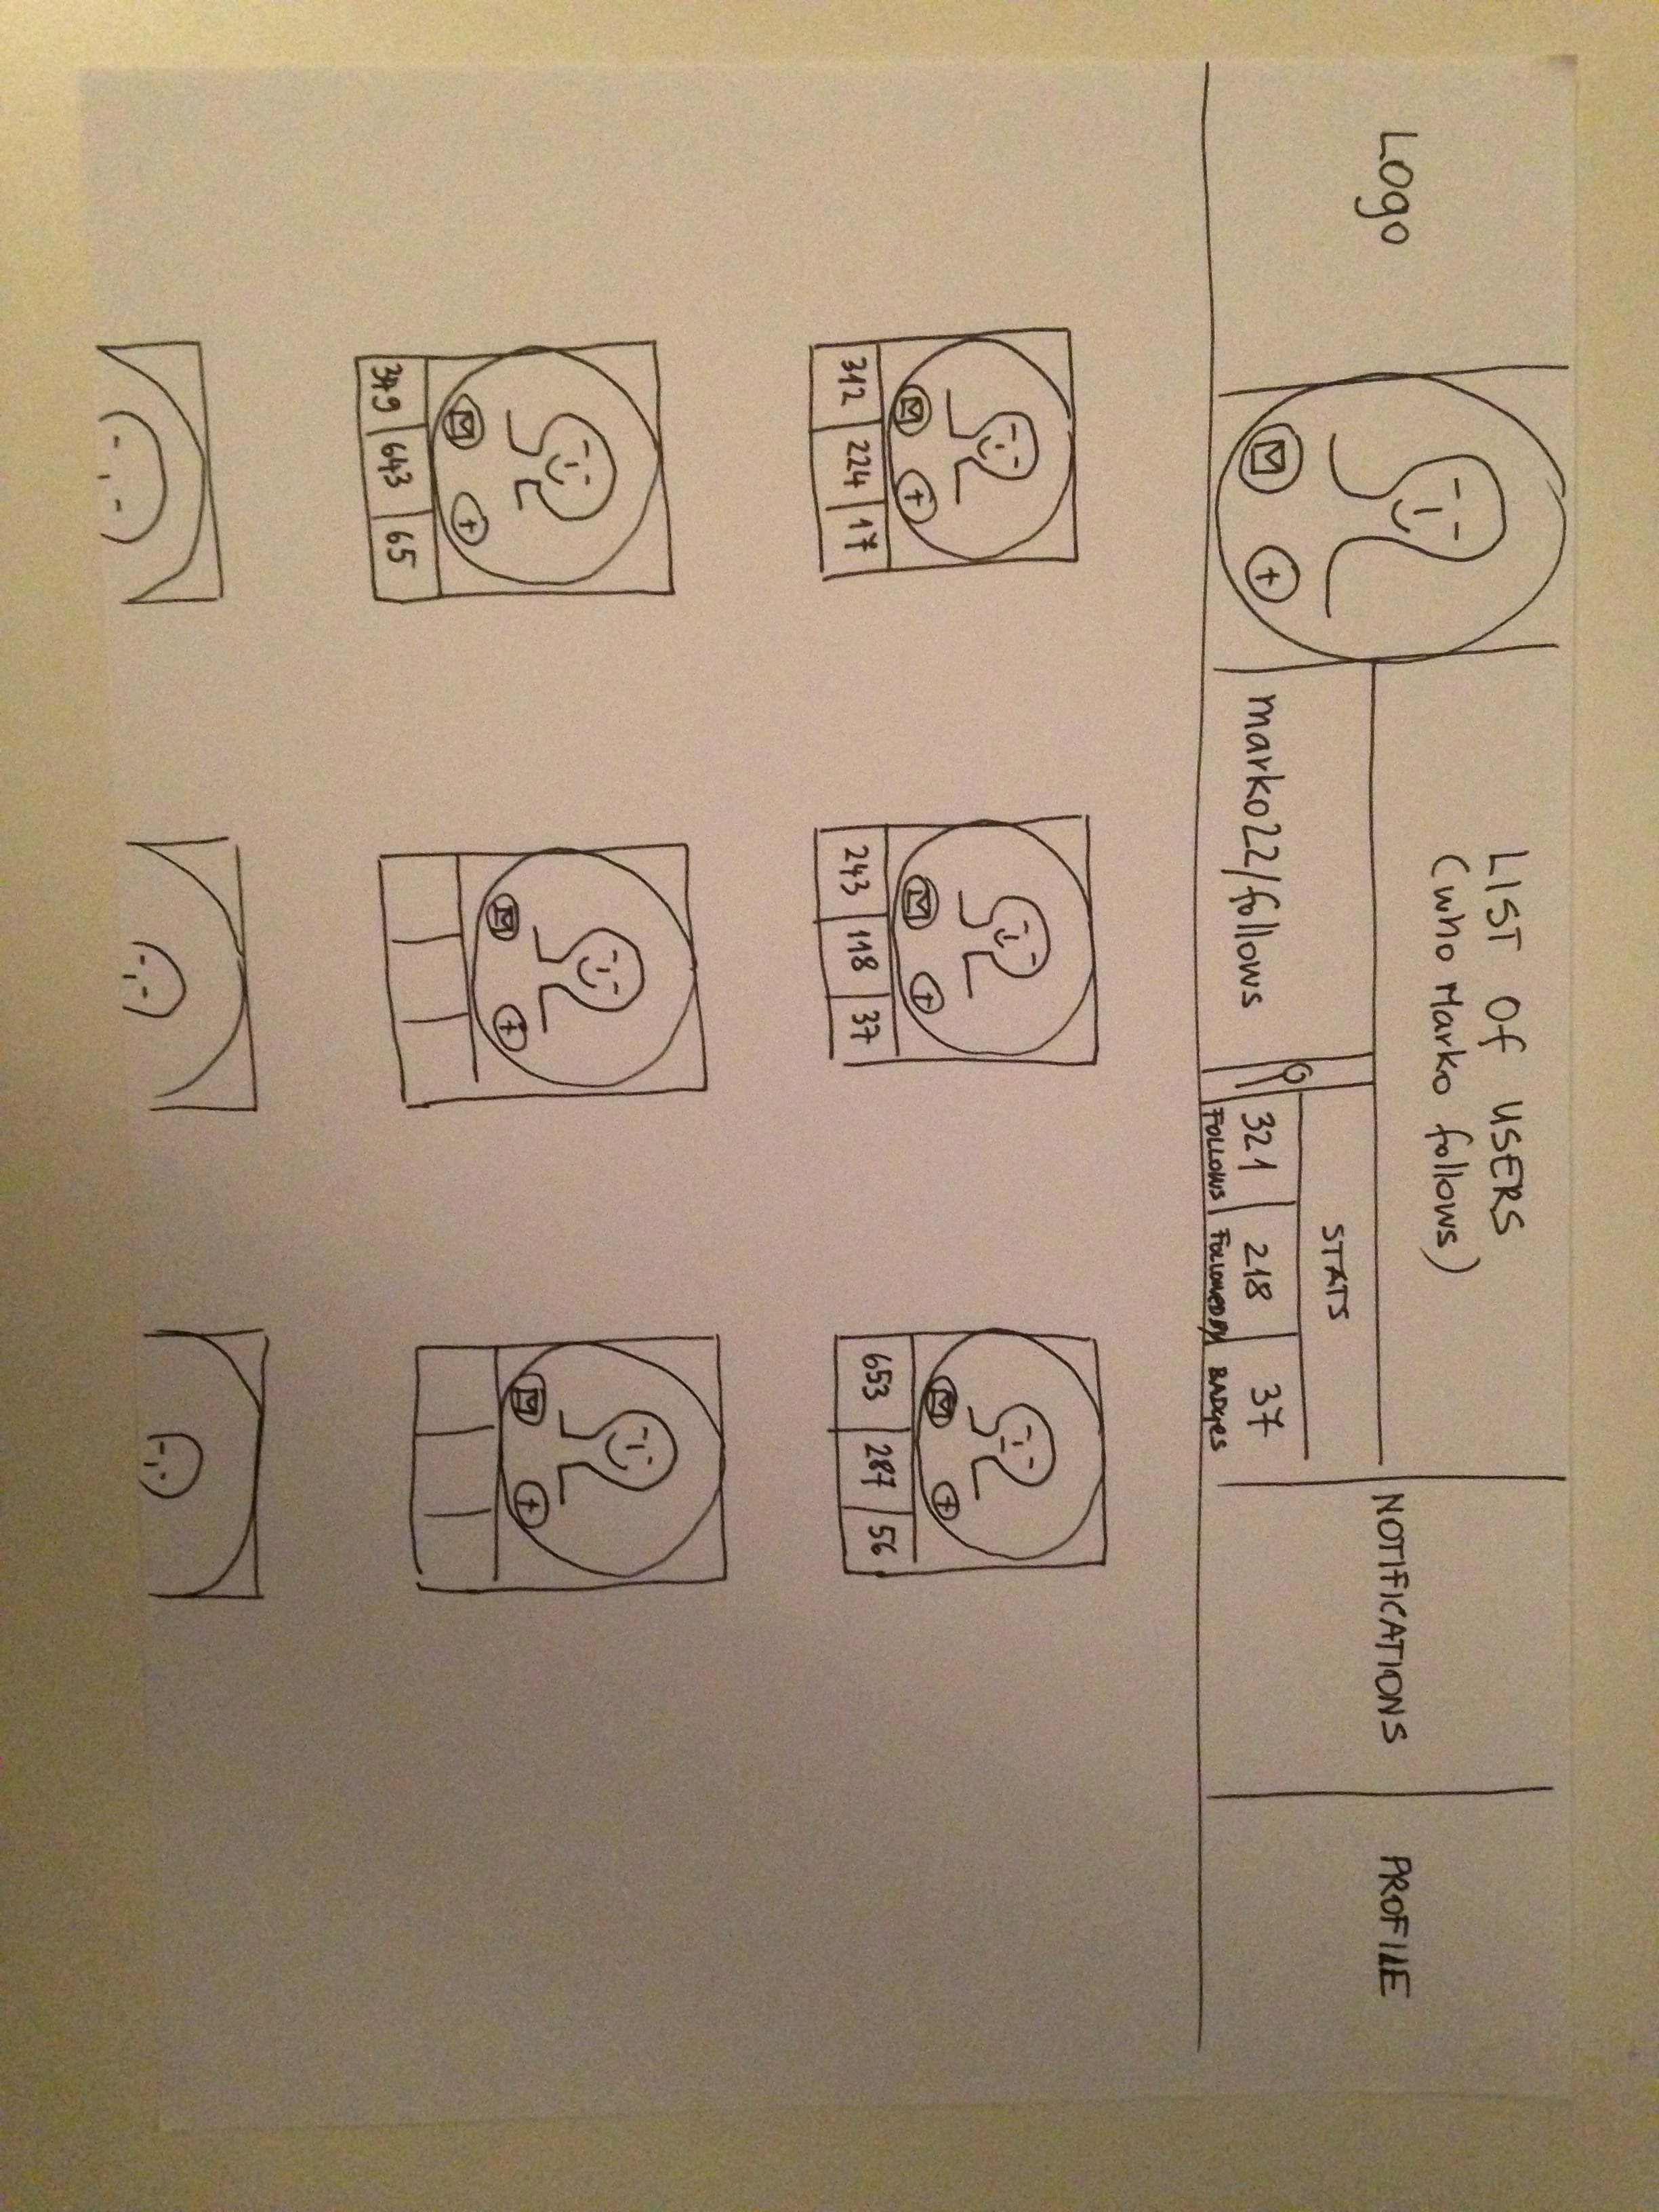 Logo
LIST Of USERS
(who Marko follows)
marko22/follows
STATS
321 218 37
FOLLOWS FOLLOWED BY BADGES
NOTIFICATIONS
PROFILE
312 224 17
243 118 37
653 287 56
349 643 65